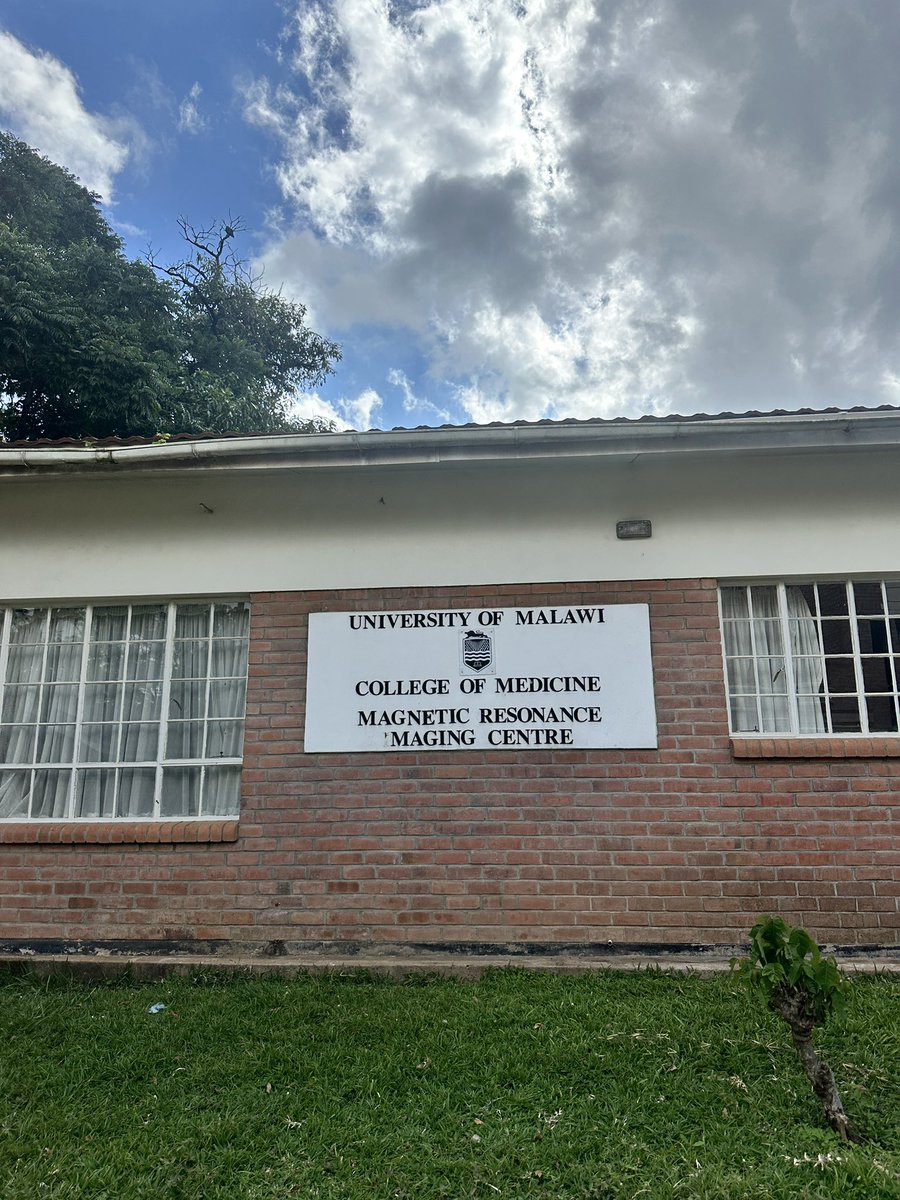 UNIVERSITY OF MALAWI
COLLEGE OF MEDICINE
MAGNETIC RESONANCE
MAGING CENTRE